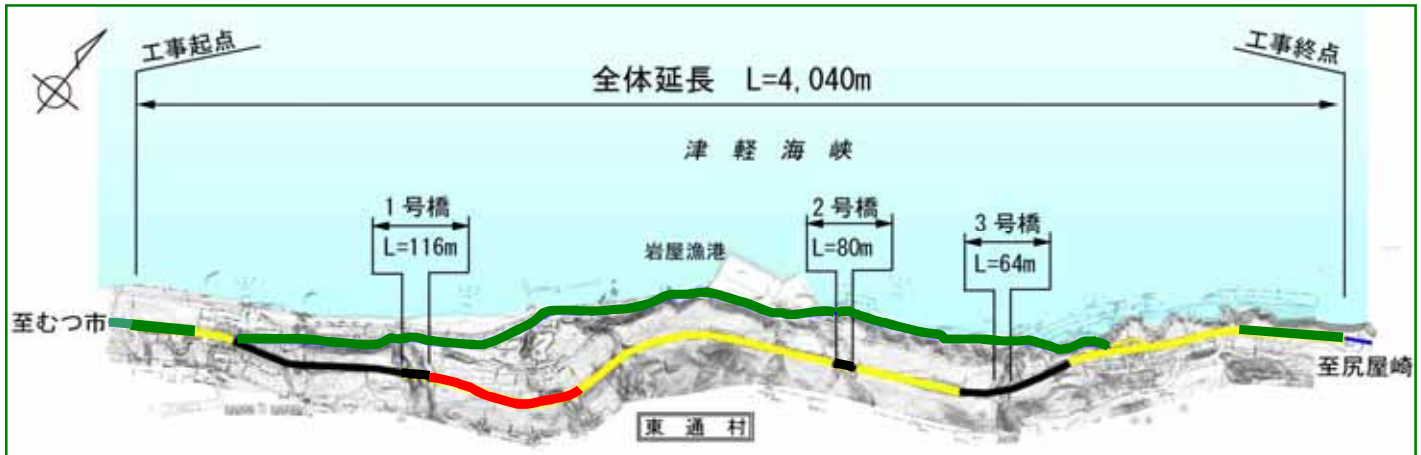 工事起点
工事終点
全体延長 L=4,040m
津軽海峡
1号橋
L=116m
2号橋
L=80m
3号橋
L=64m
岩屋漁港
至むつ市
至尻屋崎
東通村